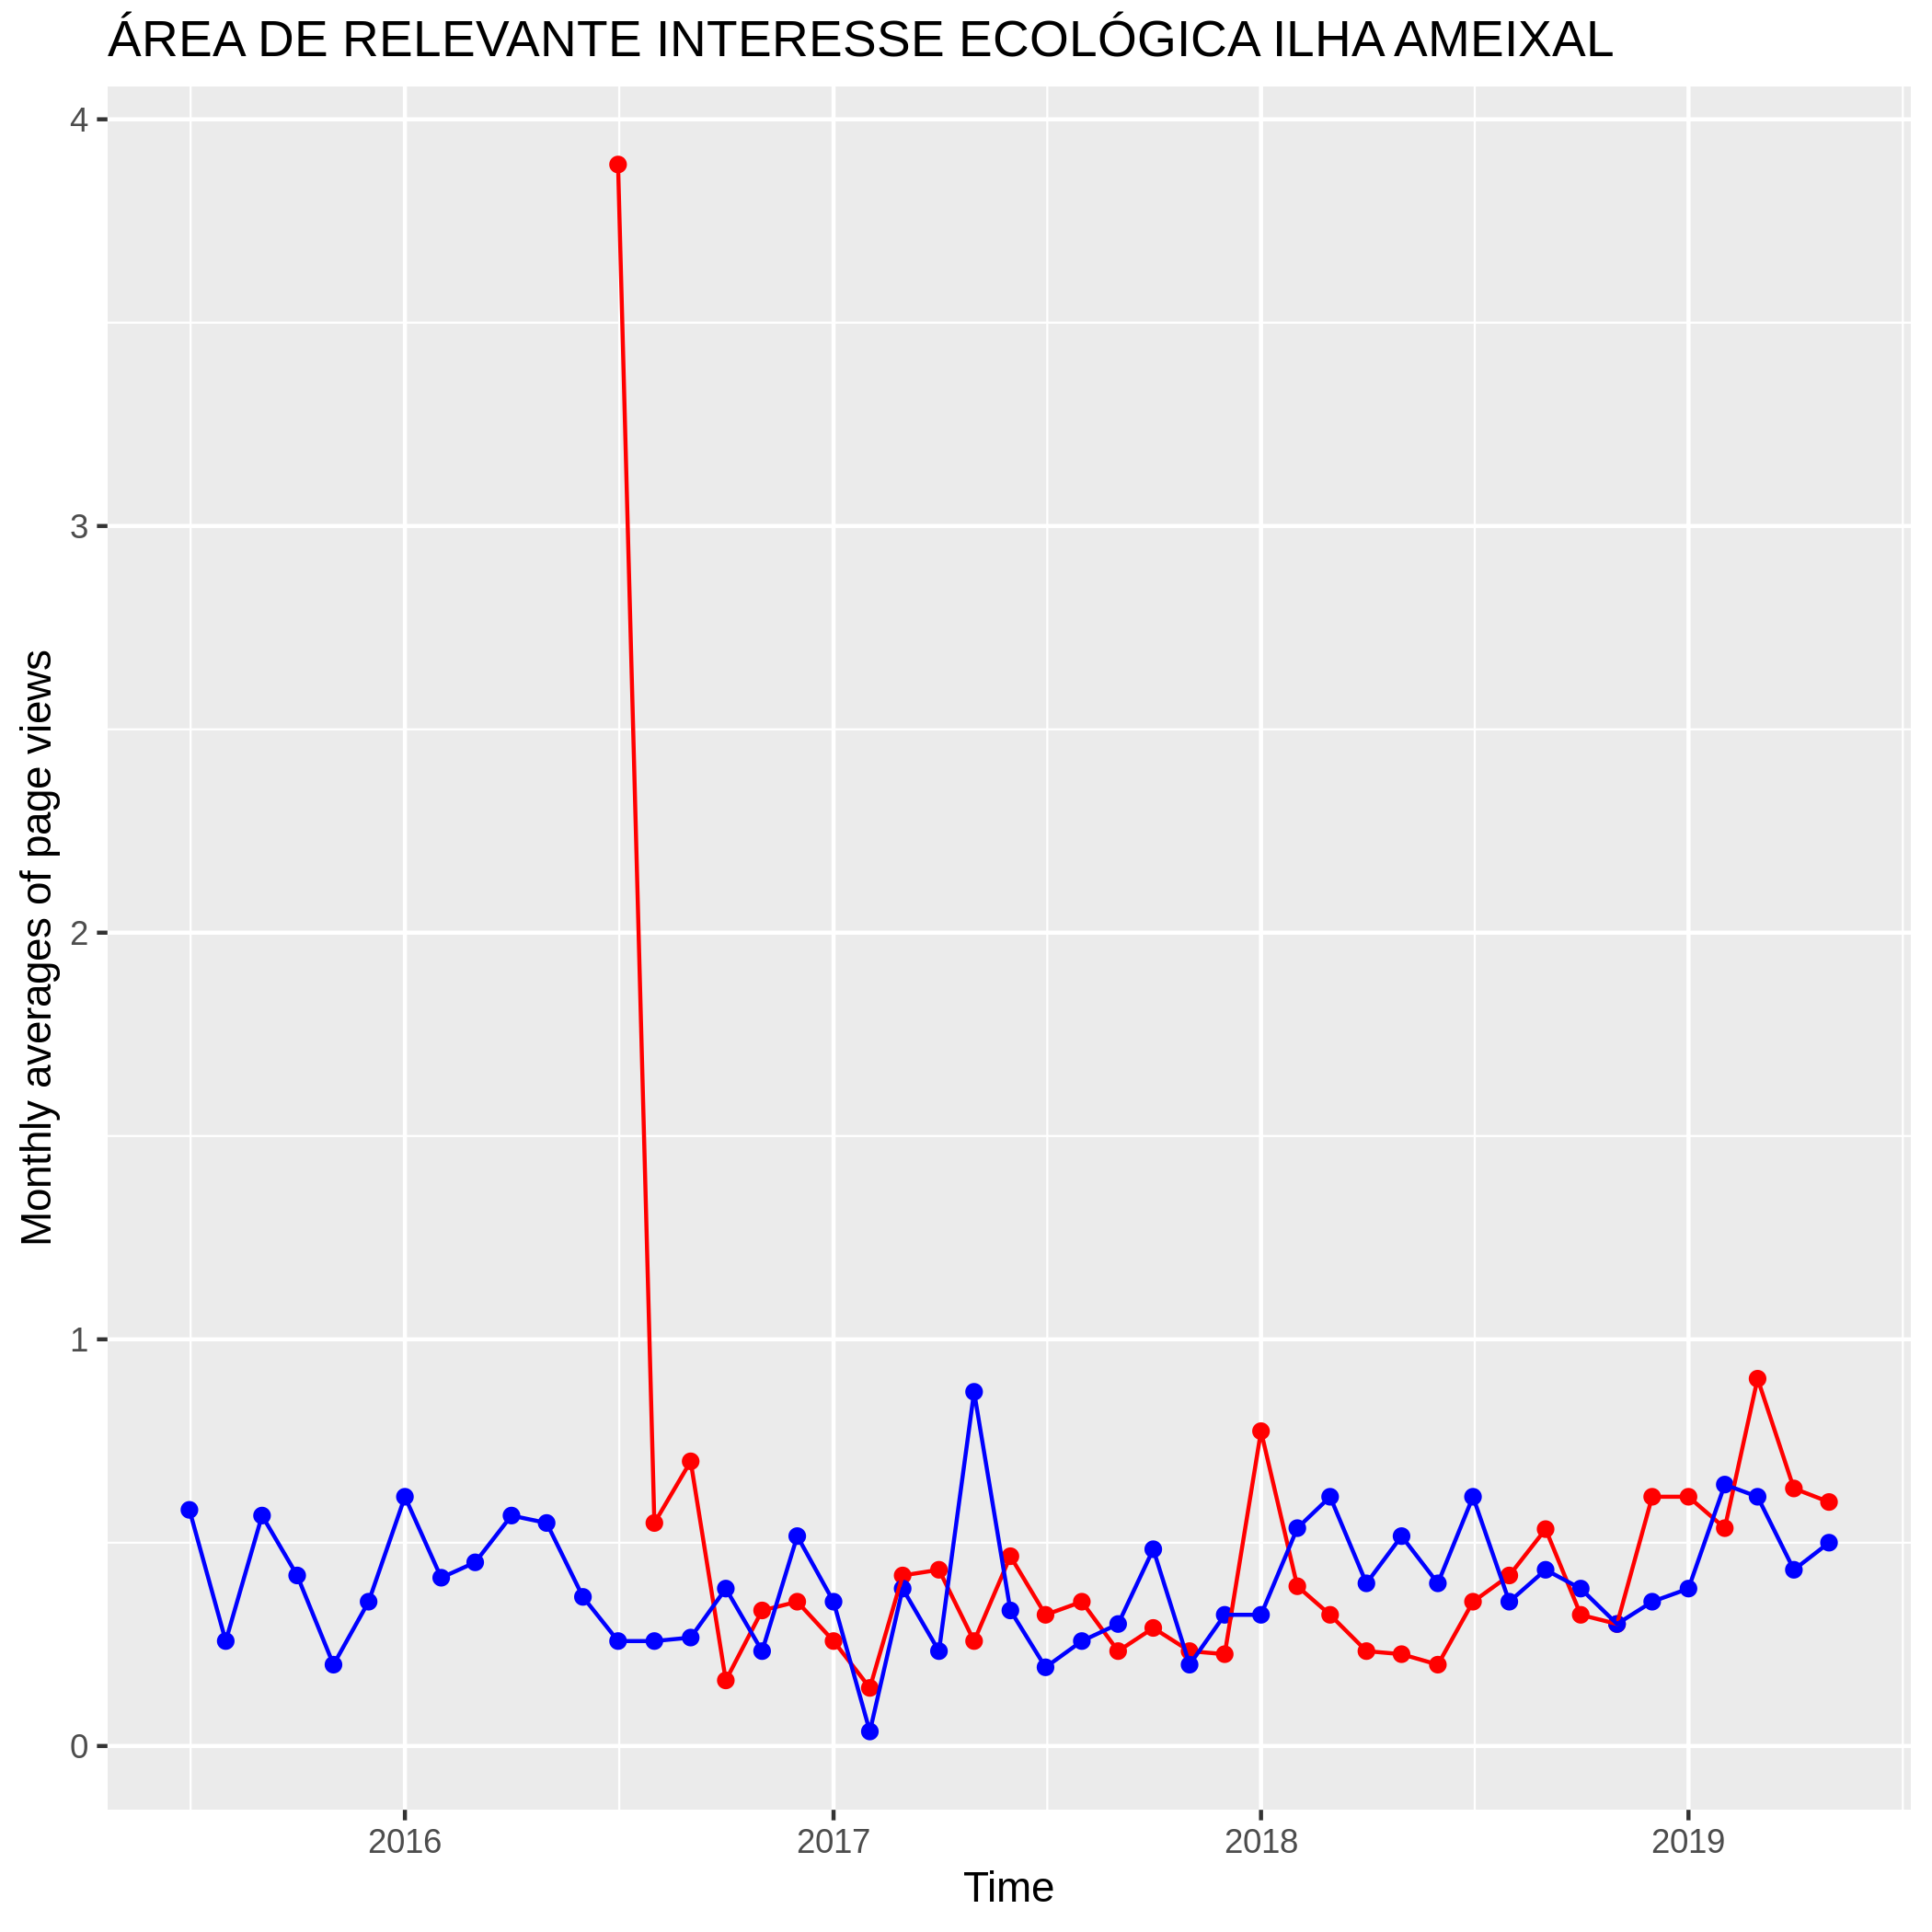 ÁREA DE RELEVANTE INTERESSE ECOLÓGICA ILHA AMEIXAL
4
3
2
1
0
Monthly averages of page views
2016 2017 2018 2019
Time